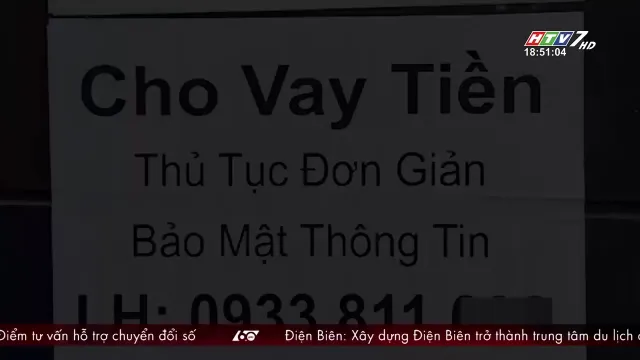 HTV7 HD
18:51:04
Cho Vay Tiền
Thủ Tục Đơn Giản
Bảo Mật Thông Tin
LH: 0933.811
Điểm tư vấn hỗ trợ chuyển đổi số
60
Điện Biên: Xây dựng Điện Biên trở thành trung tâm du lịch